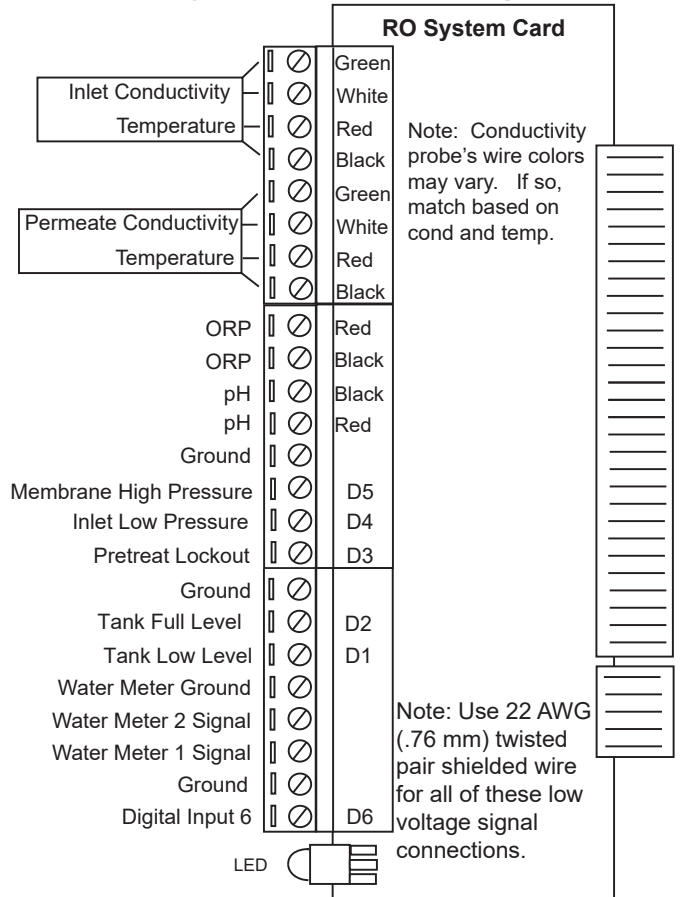 RO System Card
Green
Inlet Conductivity White
Temperature Red
Black
Note: Conductivity
probe's wire colors
may vary. If so,
match based on
cond and temp.
Green
Permeate Conductivity White
Temperature Red
Black
ORP Red
ORP Black
pH Black
pH Red
Ground
Membrane High Pressure D5
Inlet Low Pressure D4
Pretreat Lockout D3
Ground
Tank Full Level D2
Tank Low Level D1
Water Meter Ground
Water Meter 2 Signal
Water Meter 1 Signal
Ground
Digital Input 6 D6
Note: Use 22 AWG
(.76 mm) twisted
pair shielded wire
for all of these low
voltage signal
connections.
LED